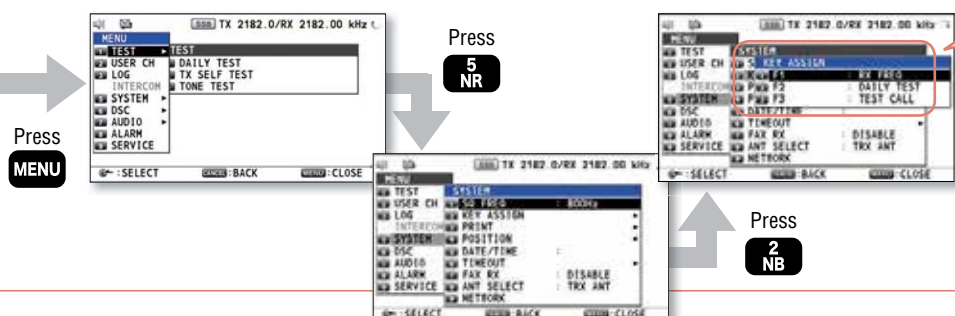 Press
MENU
SSB TX 2182.0/RX 2182.00 kHz
MENU
TEST
USER CH
LOG
INTERCOM
SYSTEM
DSC
AUDIO
ALARM
SERVICE
TEST
DAILY TEST
TX SELF TEST
TONE TEST
:SELECT CANCEL:BACK MENU:CLOSE
Press
5
NR
SSB TX 2182.0/RX 2182.00 kHz
MENU
TEST
USER CH
LOG
INTERCOM
SYSTEM
DSC
AUDIO
ALARM
SERVICE
SYSTEM
SQ FREQ : 800Hz
KEY ASSIGN
PRINT
POSITION
DATE/TIME :
TIMEOUT
FAX RX : DISABLE
ANT SELECT : TRX ANT
NETWORK
:SELECT :BACK :CLOSE
Press
2
NB
SSB TX 2182.0/RX 2182.00 kHz
MENU
TEST
USER CH
LOG
INTERCOM
SYSTEM
DSC
AUDIO
ALARM
SERVICE
SYSTEM
S
K
P
P
KEY ASSIGN
F1 : RX FREQ
F2 : DAILY TEST
F3 : TEST CALL
DATE/TIME :
TIMEOUT
FAX RX : DISABLE
ANT SELECT : TRX ANT
NETWORK
:SELECT :BACK :CLOSE